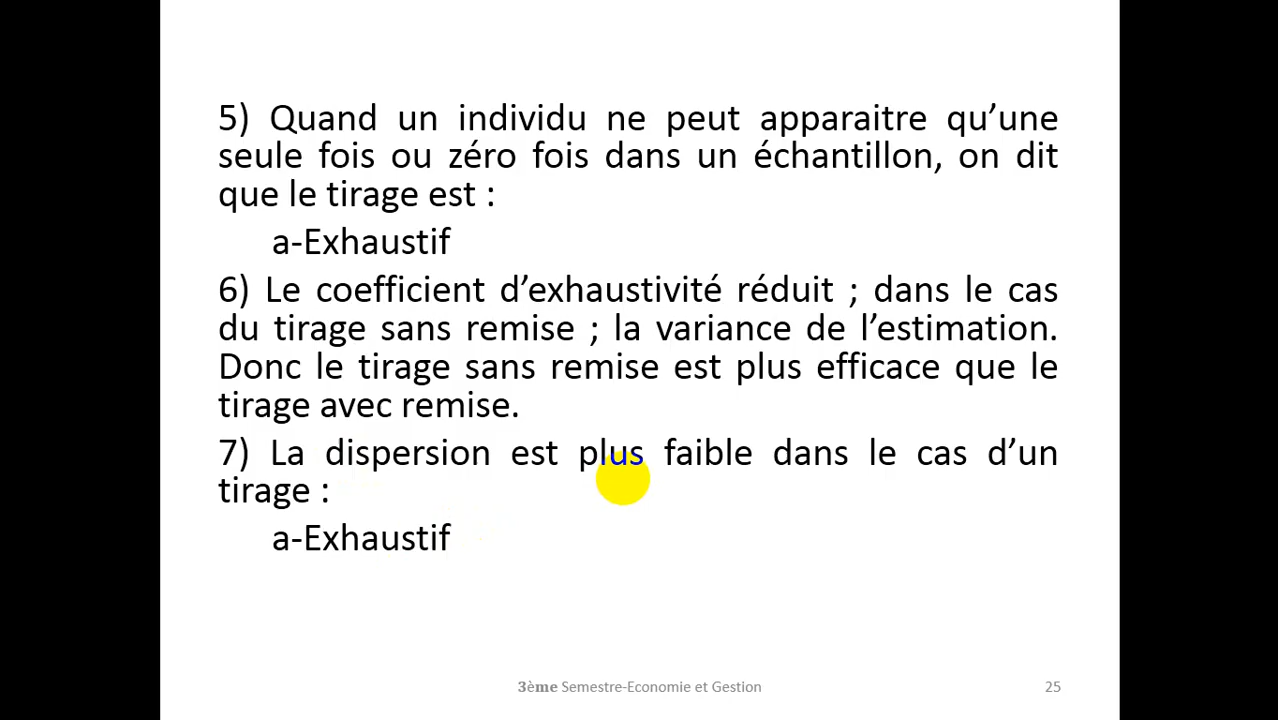 5) Quand un individu ne peut apparaitre qu’une
seule fois ou zéro fois dans un échantillon, on dit
que le tirage est :
a-Exhaustif
6) Le coefficient d’exhaustivité réduit ; dans le cas
du tirage sans remise ; la variance de l’estimation.
Donc le tirage sans remise est plus efficace que le
tirage avec remise.
7) La dispersion est plus faible dans le cas d’un
tirage :
a-Exhaustif
3ème Semestre-Economie et Gestion
25